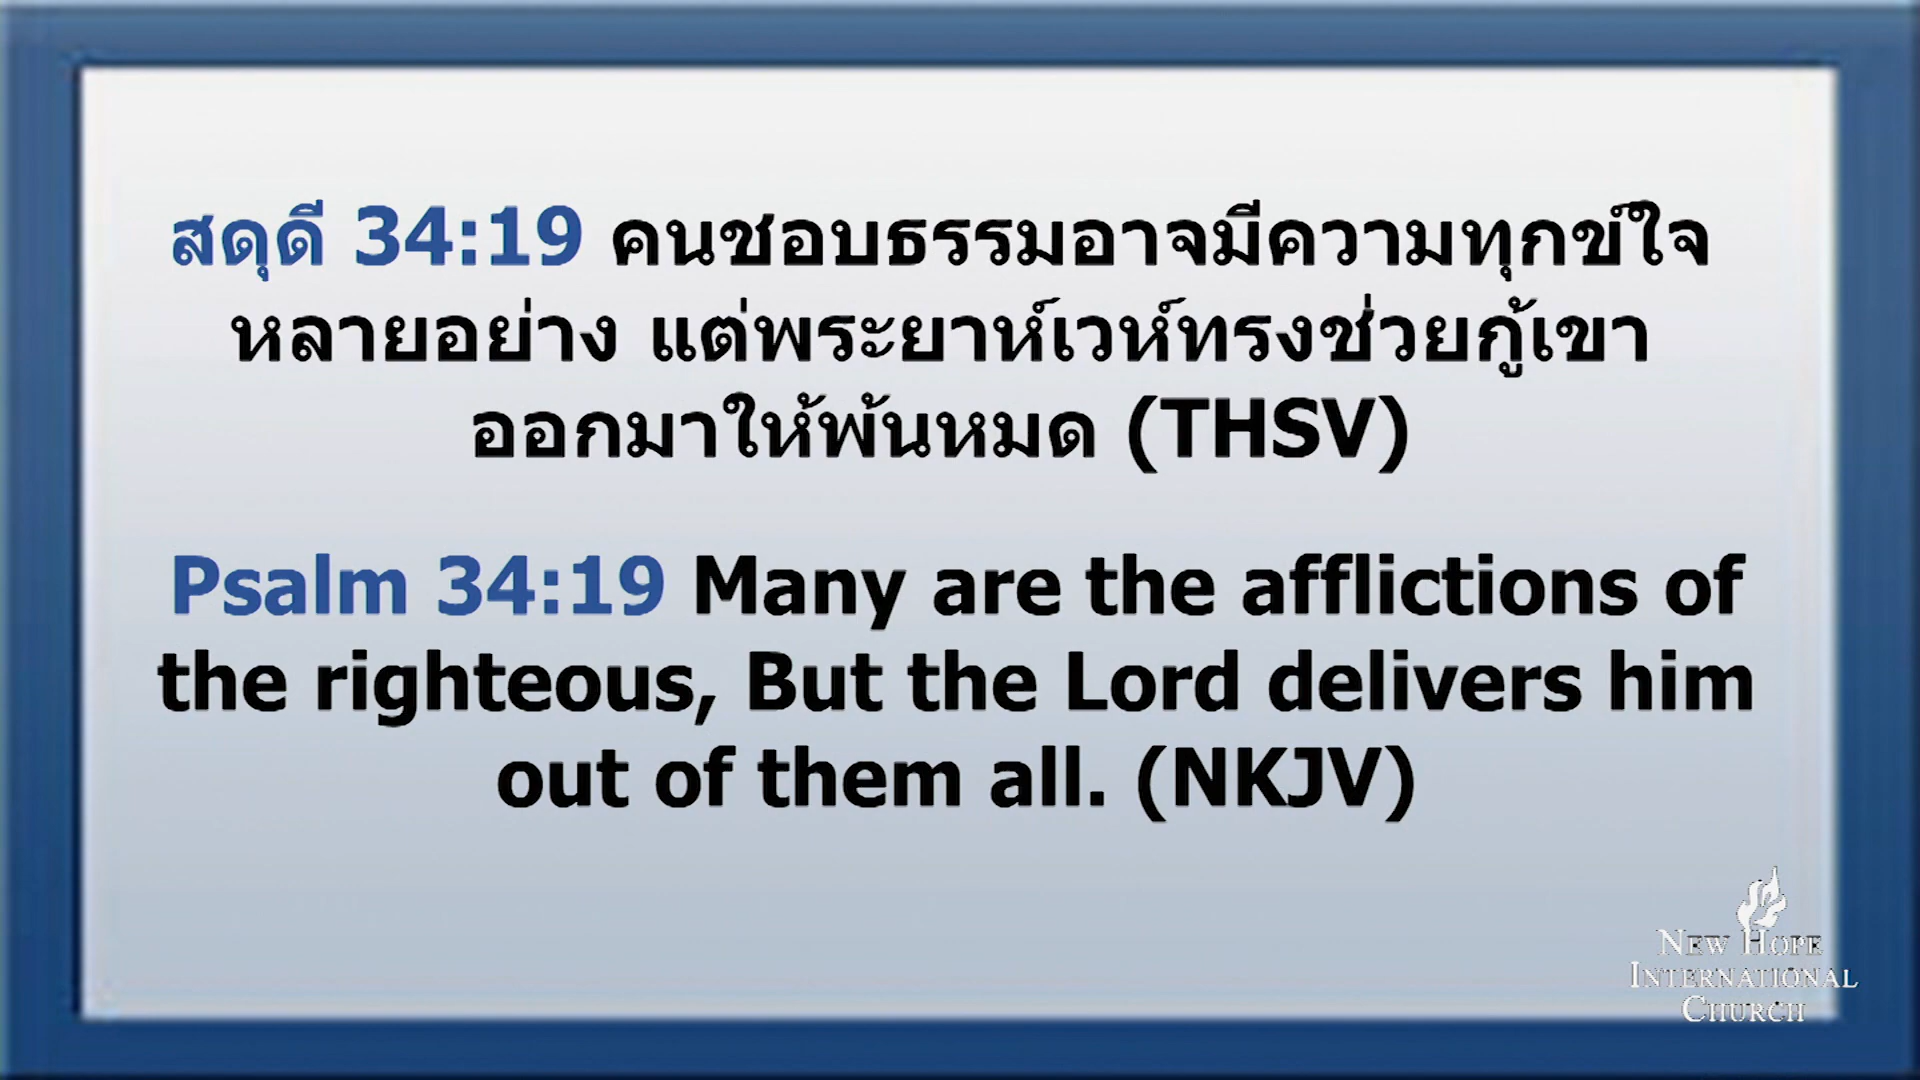 สดุดี 34:19 คนชอบธรรมอาจมีความทุกข์ใจ
หลายอย่าง แต่พระยาห์เวห์ทรงช่วยกู้เขา
ออกมาให้พ้นหมด (THSV)
Psalm 34:19 Many are the afflictions of
the righteous, But the Lord delivers him
out of them all. (NKJV)
NEW HOPE
INTERNATIONAL
CHURCH